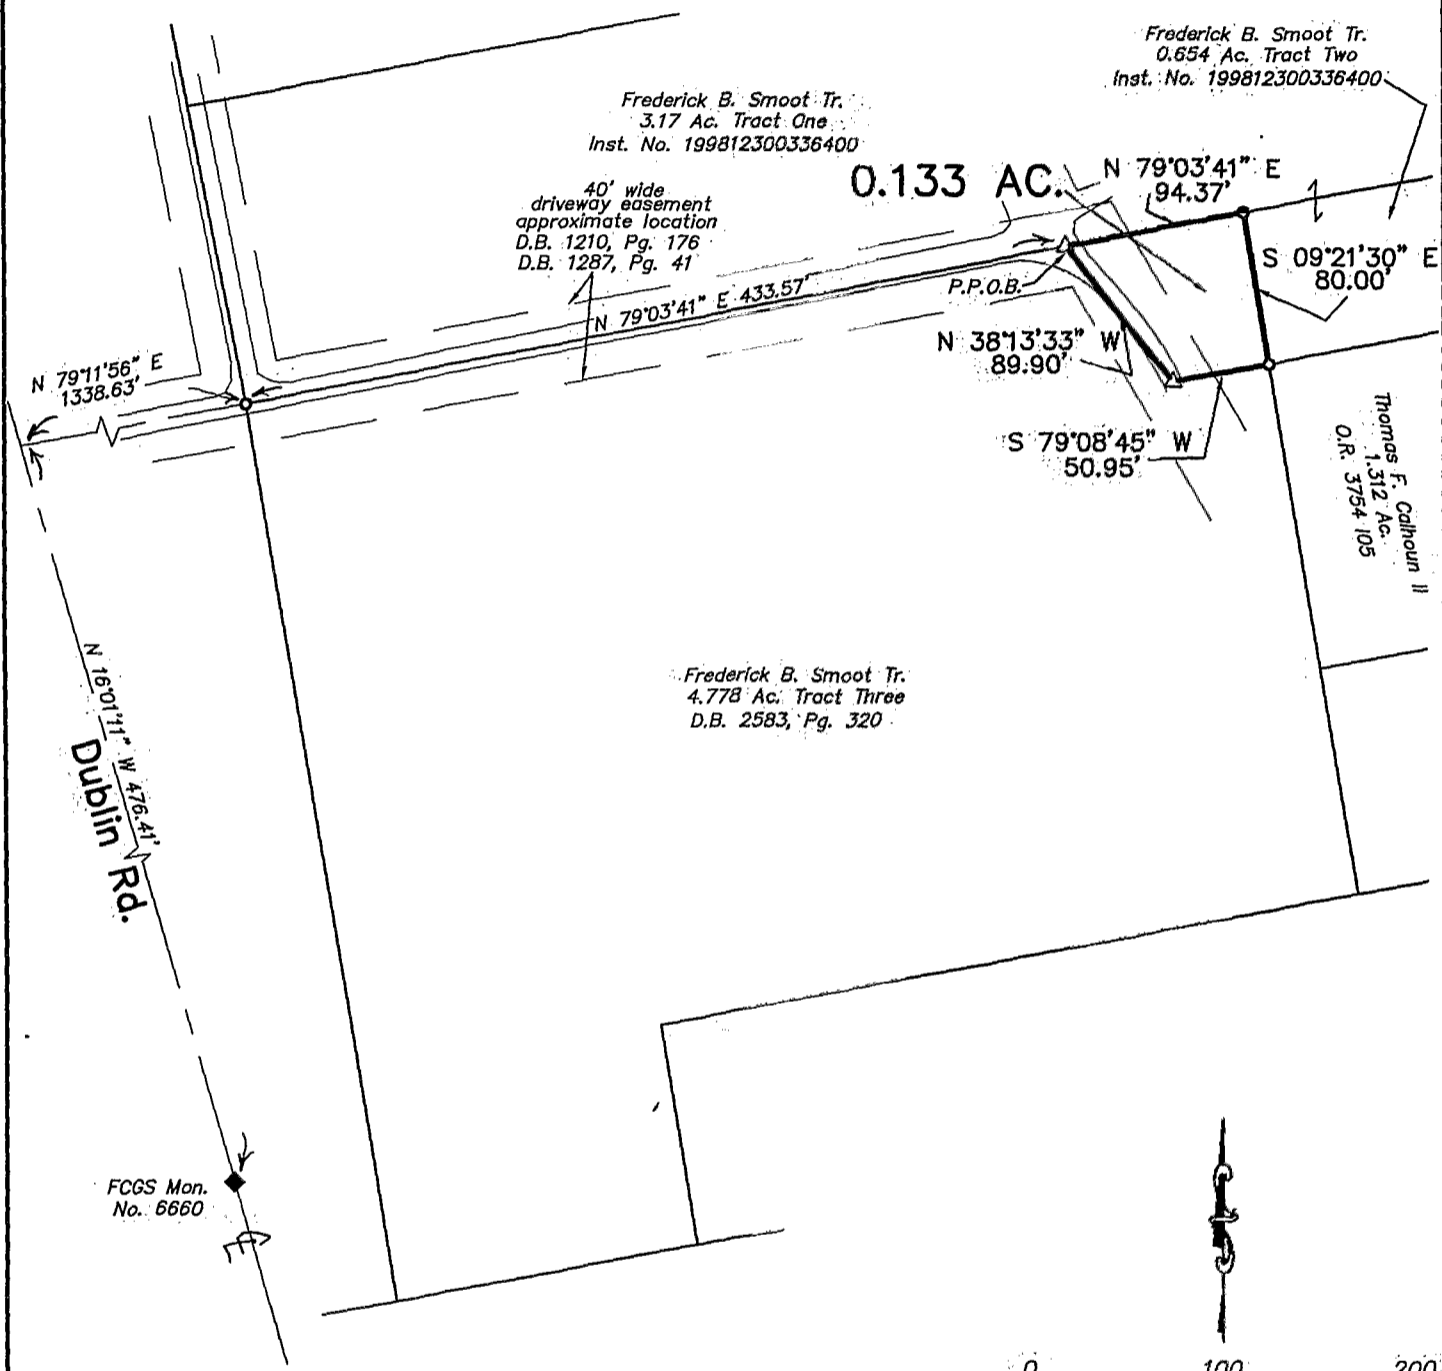 Frederick B. Smoot Tr.
0.654 Ac. Tract Two
Inst. No. 199812300336400
Frederick B. Smoot Tr.
3.17 Ac. Tract One
Inst. No. 199812300336400
0.133 AC.
N 79°03'41" E
94.37'
40' wide
driveway easement
approximate location
D.B. 1210, Pg. 176
D.B. 1287, Pg. 41
S 09°21'30" E
80.00'
P.P.O.B.
N 79°03'41" E 433.57'
N 38°13'33" W
89.90'
N 79°11'56" E
1338.63'
S 79°08'45" W
50.95'
Thomas F. Calhoun II
1.312 Ac.
O.R. 3754 I05
Frederick B. Smoot Tr.
4.778 Ac. Tract Three
D.B. 2583, Pg. 320
N 16°01'11" W 476.41'
Dublin Rd.
FCGS Mon.
No. 6660
0 100 200